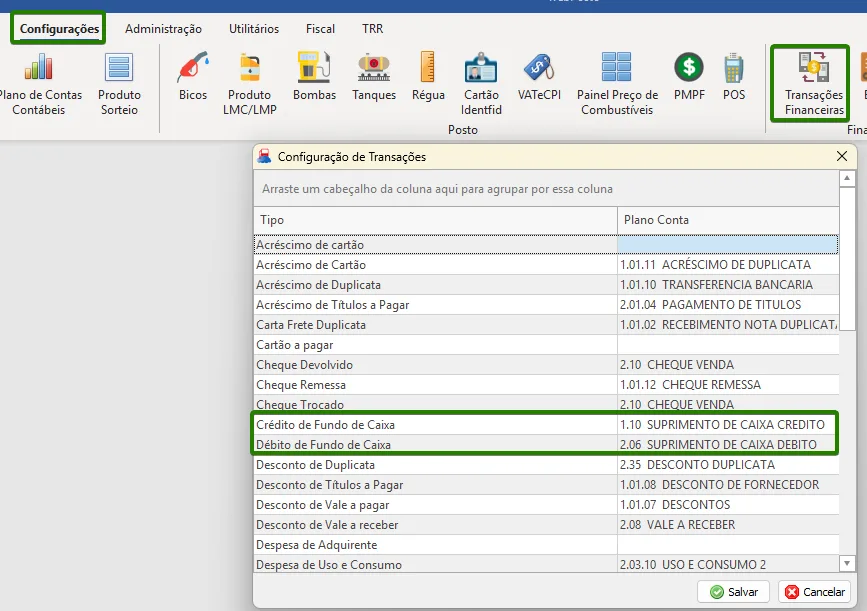 Configurações Administração Utilitários Fiscal TRR
Plano de Contas Contábeis
Produto Sorteio
Bicos
Produto LMC/LMP
Bombas
Tanques
Régua
Cartão Identfid
VATeCPI
Painel Preço de Combustíveis
PMPF
POS
Transações Financeiras
Posto
Configuração de Transações
Arraste um cabeçalho da coluna aqui para agrupar por essa coluna
Tipo Plano Conta
Acréscimo de cartão
Acréscimo de Cartão 1.01.11 ACRÉSCIMO DE DUPLICATA
Acréscimo de Duplicata 1.01.10 TRANSFERENCIA BANCARIA
Acréscimo de Títulos a Pagar 2.01.04 PAGAMENTO DE TITULOS
Carta Frete Duplicata 1.01.02 RECEBIMENTO NOTA DUPLICATA
Cartão a pagar
Cheque Devolvido 2.10 CHEQUE VENDA
Cheque Remessa 1.01.12 CHEQUE REMESSA
Cheque Trocado 2.10 CHEQUE VENDA
Crédito de Fundo de Caixa 1.10 SUPRIMENTO DE CAIXA CREDITO
Débito de Fundo de Caixa 2.06 SUPRIMENTO DE CAIXA DEBITO
Desconto de Duplicata 2.35 DESCONTO DUPLICATA
Desconto de Títulos a Pagar 1.01.08 DESCONTO DE FORNECEDOR
Desconto de Vale a pagar 1.01.07 DESCONTOS
Desconto de Vale a receber 2.08 VALE A RECEBER
Despesa de Adquirente
Despesa de Uso e Consumo 2.03.10 USO E CONSUMO 2
Salvar Cancelar